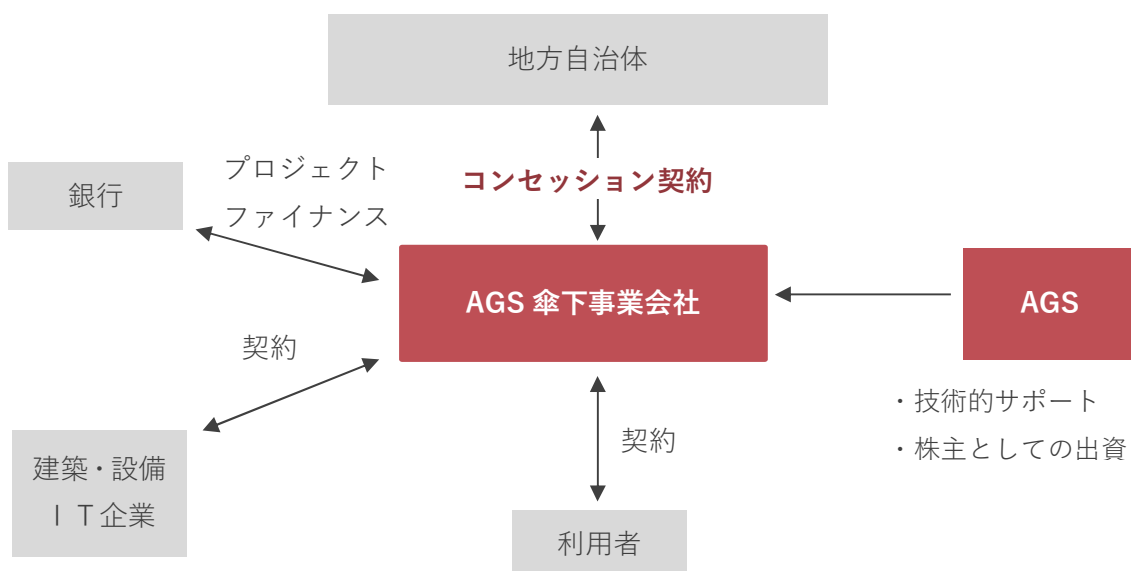 地方自治体
プロジェクト
ファイナンス
コンセッション契約
銀行
AGS 傘下事業会社
AGS
契約
・技術的サポート
・株主としての出資
契約
建築・設備
ＩＴ企業
利用者